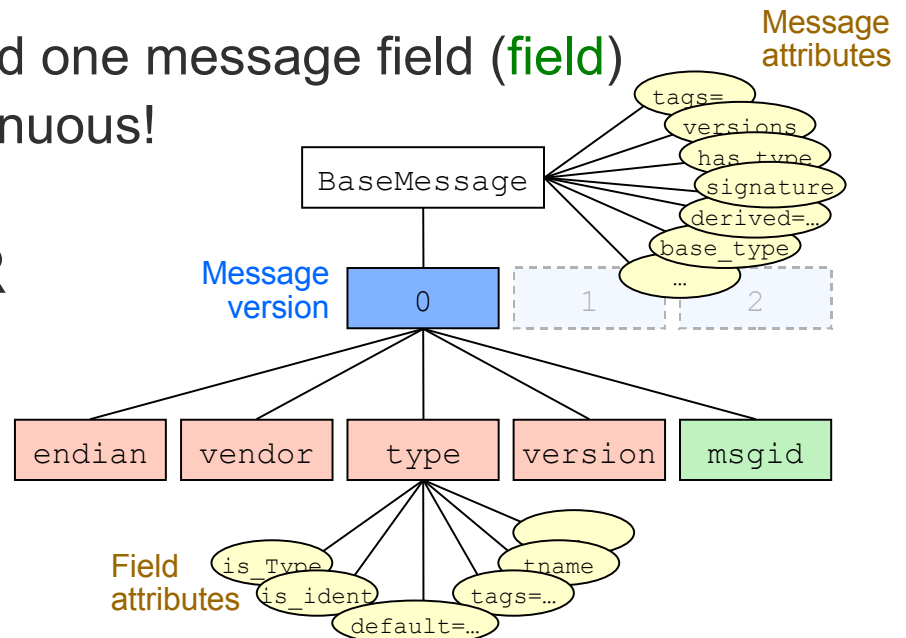 Message
attributes
d one message field (field)
nuous!
R
tags=
versions
has_type
signature
derived=…
base_type
…
BaseMessage
Message
version
0
1
2
endian
vendor
type
version
msgid
Field
attributes
is_Type
is_ident
default=…
tags=…
tname